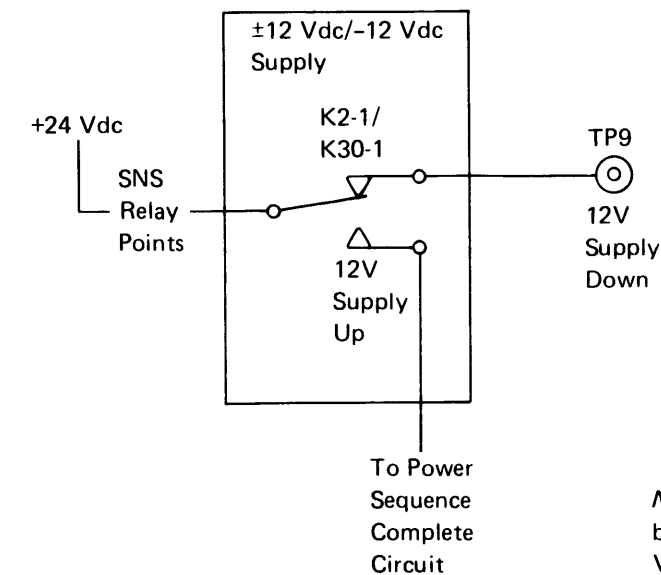 ±12 Vdc/–12 Vdc
Supply
K2-1/
K30-1
+24 Vdc
SNS
Relay
Points
TP9
12V
Supply
Down
12V
Supply
Up
To Power
Sequence
Complete
Circuit